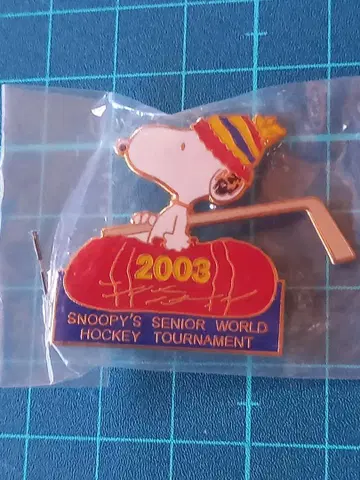 2003
SNOOPY'S SENIOR WORLD
HOCKEY TOURNAMENT